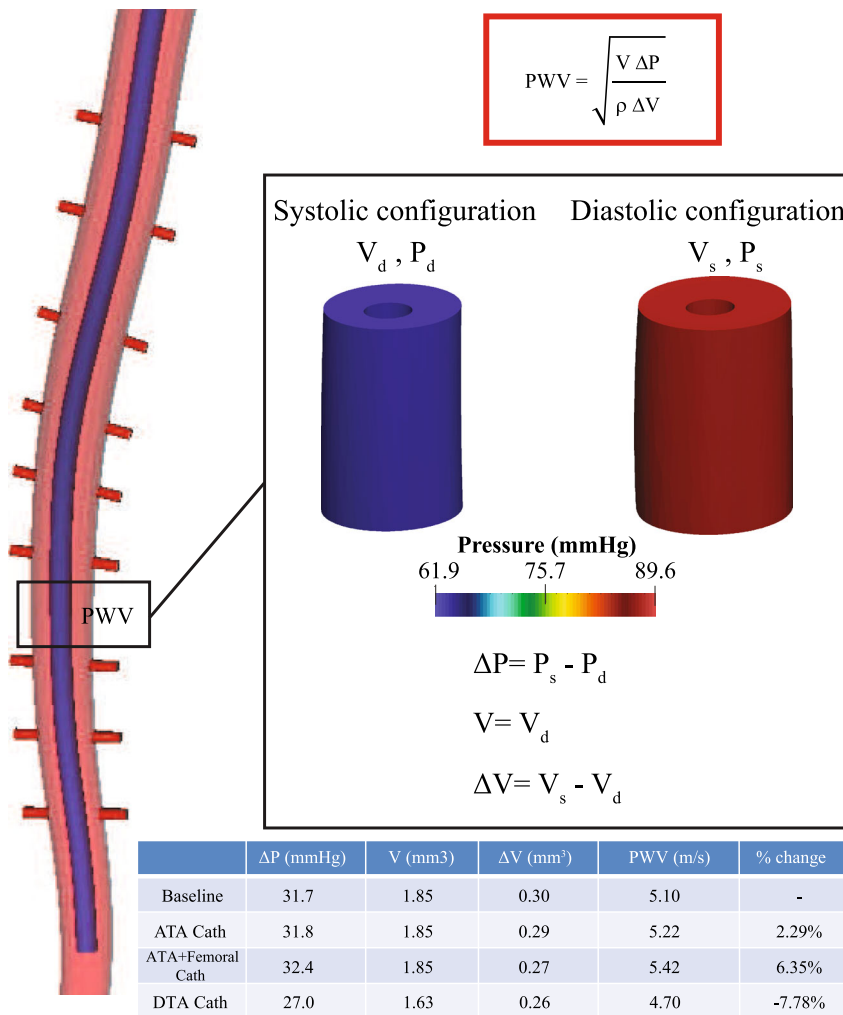 PWV = √ V ΔP / ρ ΔV
Systolic configuration Diastolic configuration
V_d , P_d V_s , P_s
Pressure (mmHg)
61.9 75.7 89.6
PWV
ΔP= P_s - P_d
V= V_d
ΔV= V_s - V_d
ΔP (mmHg) V (mm3) ΔV (mm³) PWV (m/s) % change
Baseline 31.7 1.85 0.30 5.10 -
ATA Cath 31.8 1.85 0.29 5.22 2.29%
ATA+Femoral
Cath 32.4 1.85 0.27 5.42 6.35%
DTA Cath 27.0 1.63 0.26 4.70 -7.78%